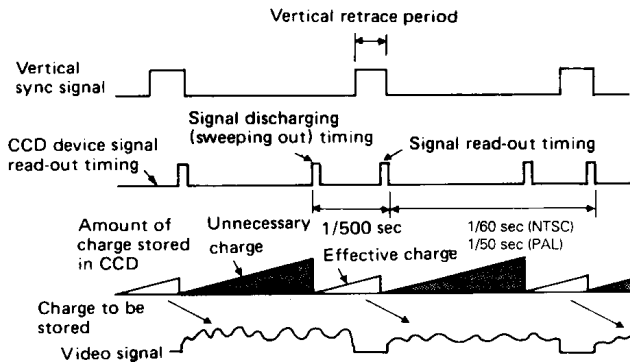 Vertical retrace period
Vertical
sync signal
Signal discharging
(sweeping out) timing
Signal read-out timing
CCD device signal
read-out timing
1/500 sec
1/60 sec (NTSC)
1/50 sec (PAL)
Amount of
charge stored
in CCD
Unnecessary
charge
Effective charge
Charge to be
stored
Video signal